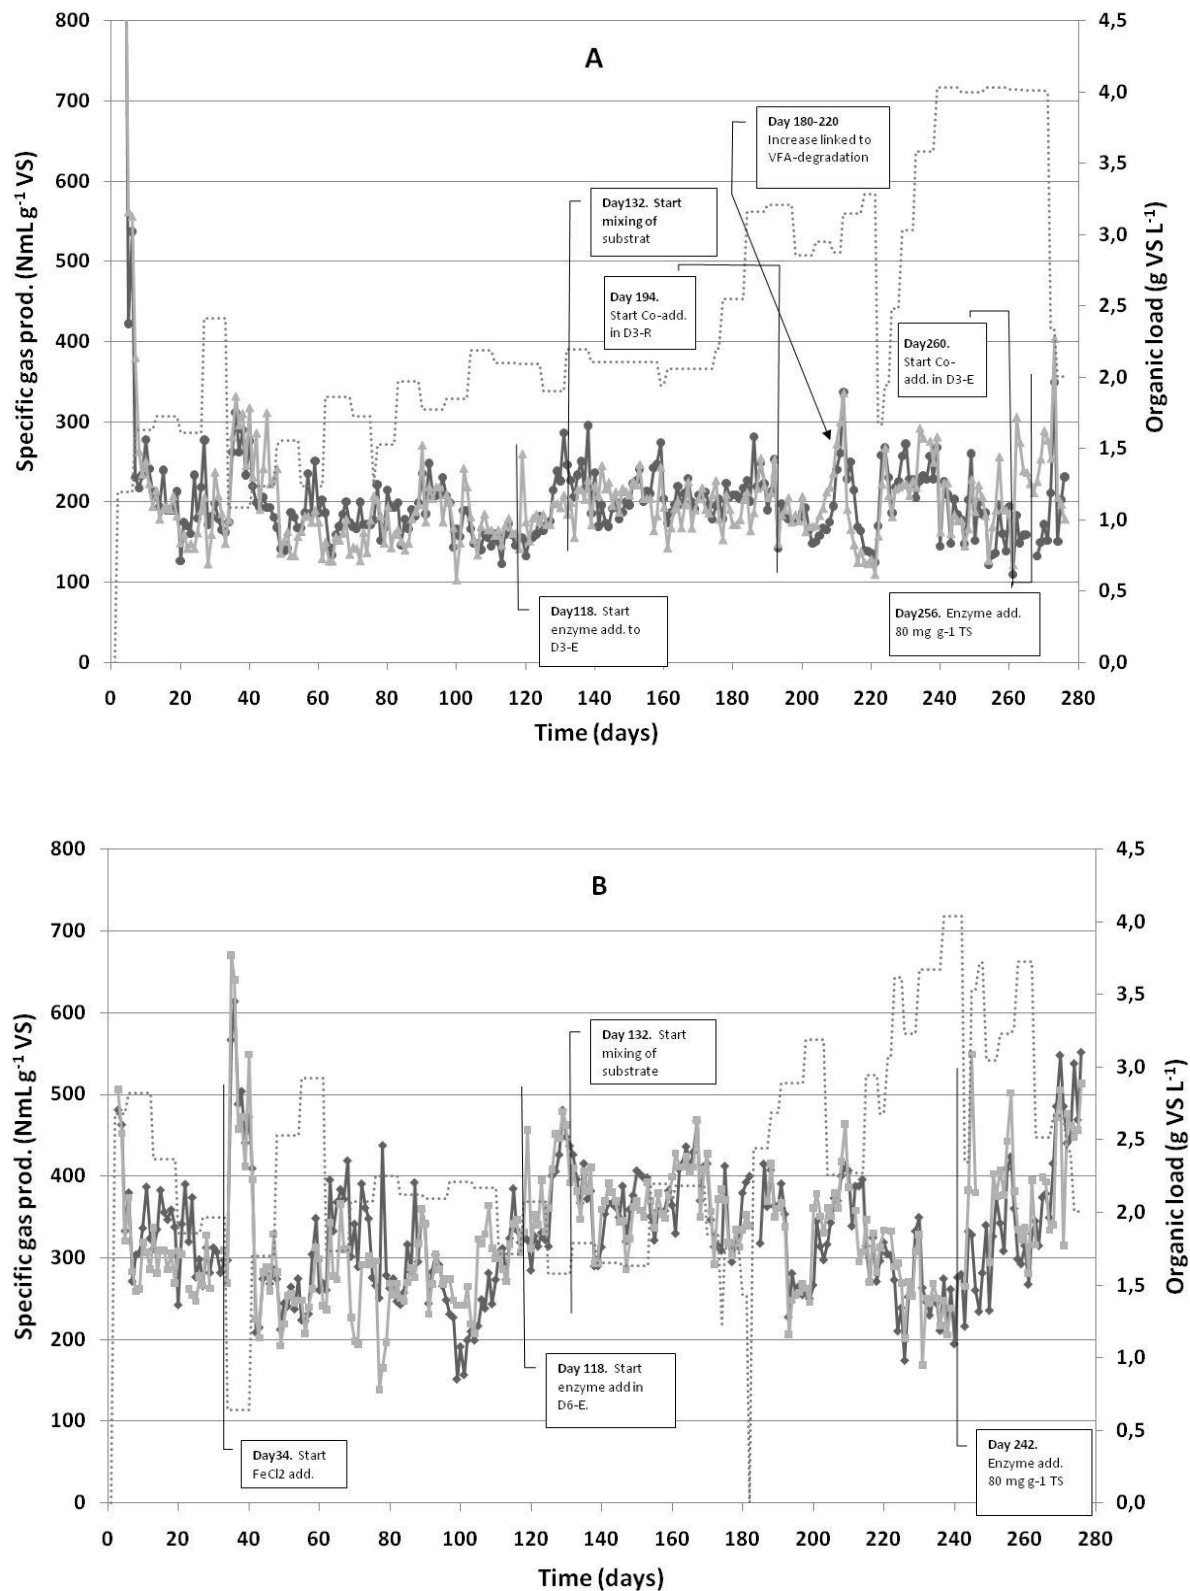 A
Specific gas prod. (NmL g-1 VS)
800
700
600
500
400
300
200
100
0
4,5
4,0
3,5
3,0
2,5
2,0
1,5
1,0
0,5
0,0
Organic load (g VS L-1)
Day 180-220
Increase linked to
VFA-degradation
Day132. Start
mixing of
substrat
Day 194.
Start Co-add.
in D3-R
Day260.
Start Co-
add. in D3-E
Day118. Start
enzyme add. to
D3-E
Day256. Enzyme add.
80 mg g-1 TS
0 20 40 60 80 100 120 140 160 180 200 220 240 260 280
Time (days)
B
Specific gas prod. (NmL g-1 VS)
800
700
600
500
400
300
200
100
0
4,5
4,0
3,5
3,0
2,5
2,0
1,5
1,0
0,5
0,0
Organic load (g VS L-1)
Day 132. Start
mixing of
substrate
Day 118. Start
enzyme add in
D6-E.
Day34. Start
FeCl2 add.
Day 242.
Enzyme add.
80 mg g-1 TS
0 20 40 60 80 100 120 140 160 180 200 220 240 260 280
Time (days)